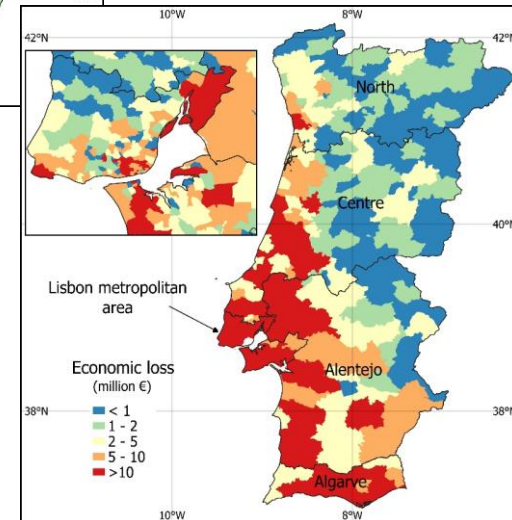 10°W
8°W
42°N
42°N
North
Centre
40°N
Lisbon metropolitan
area
Economic loss
(million €)
< 1
1 - 2
2 - 5
5 - 10
>10
Alentejo
38°N
38°N
Algarve
10°W
8°W